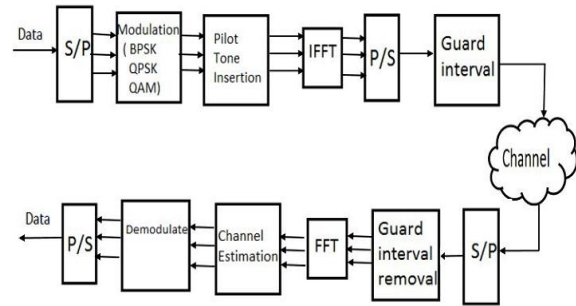 Data
S/P
Modulation
( BPSK
QPSK
QAM)
Pilot
Tone
Insertion
IFFT
P/S
Guard
interval
Channel
Data
P/S
Demodulate
Channel
Estimation
FFT
Guard
interval
removal
S/P